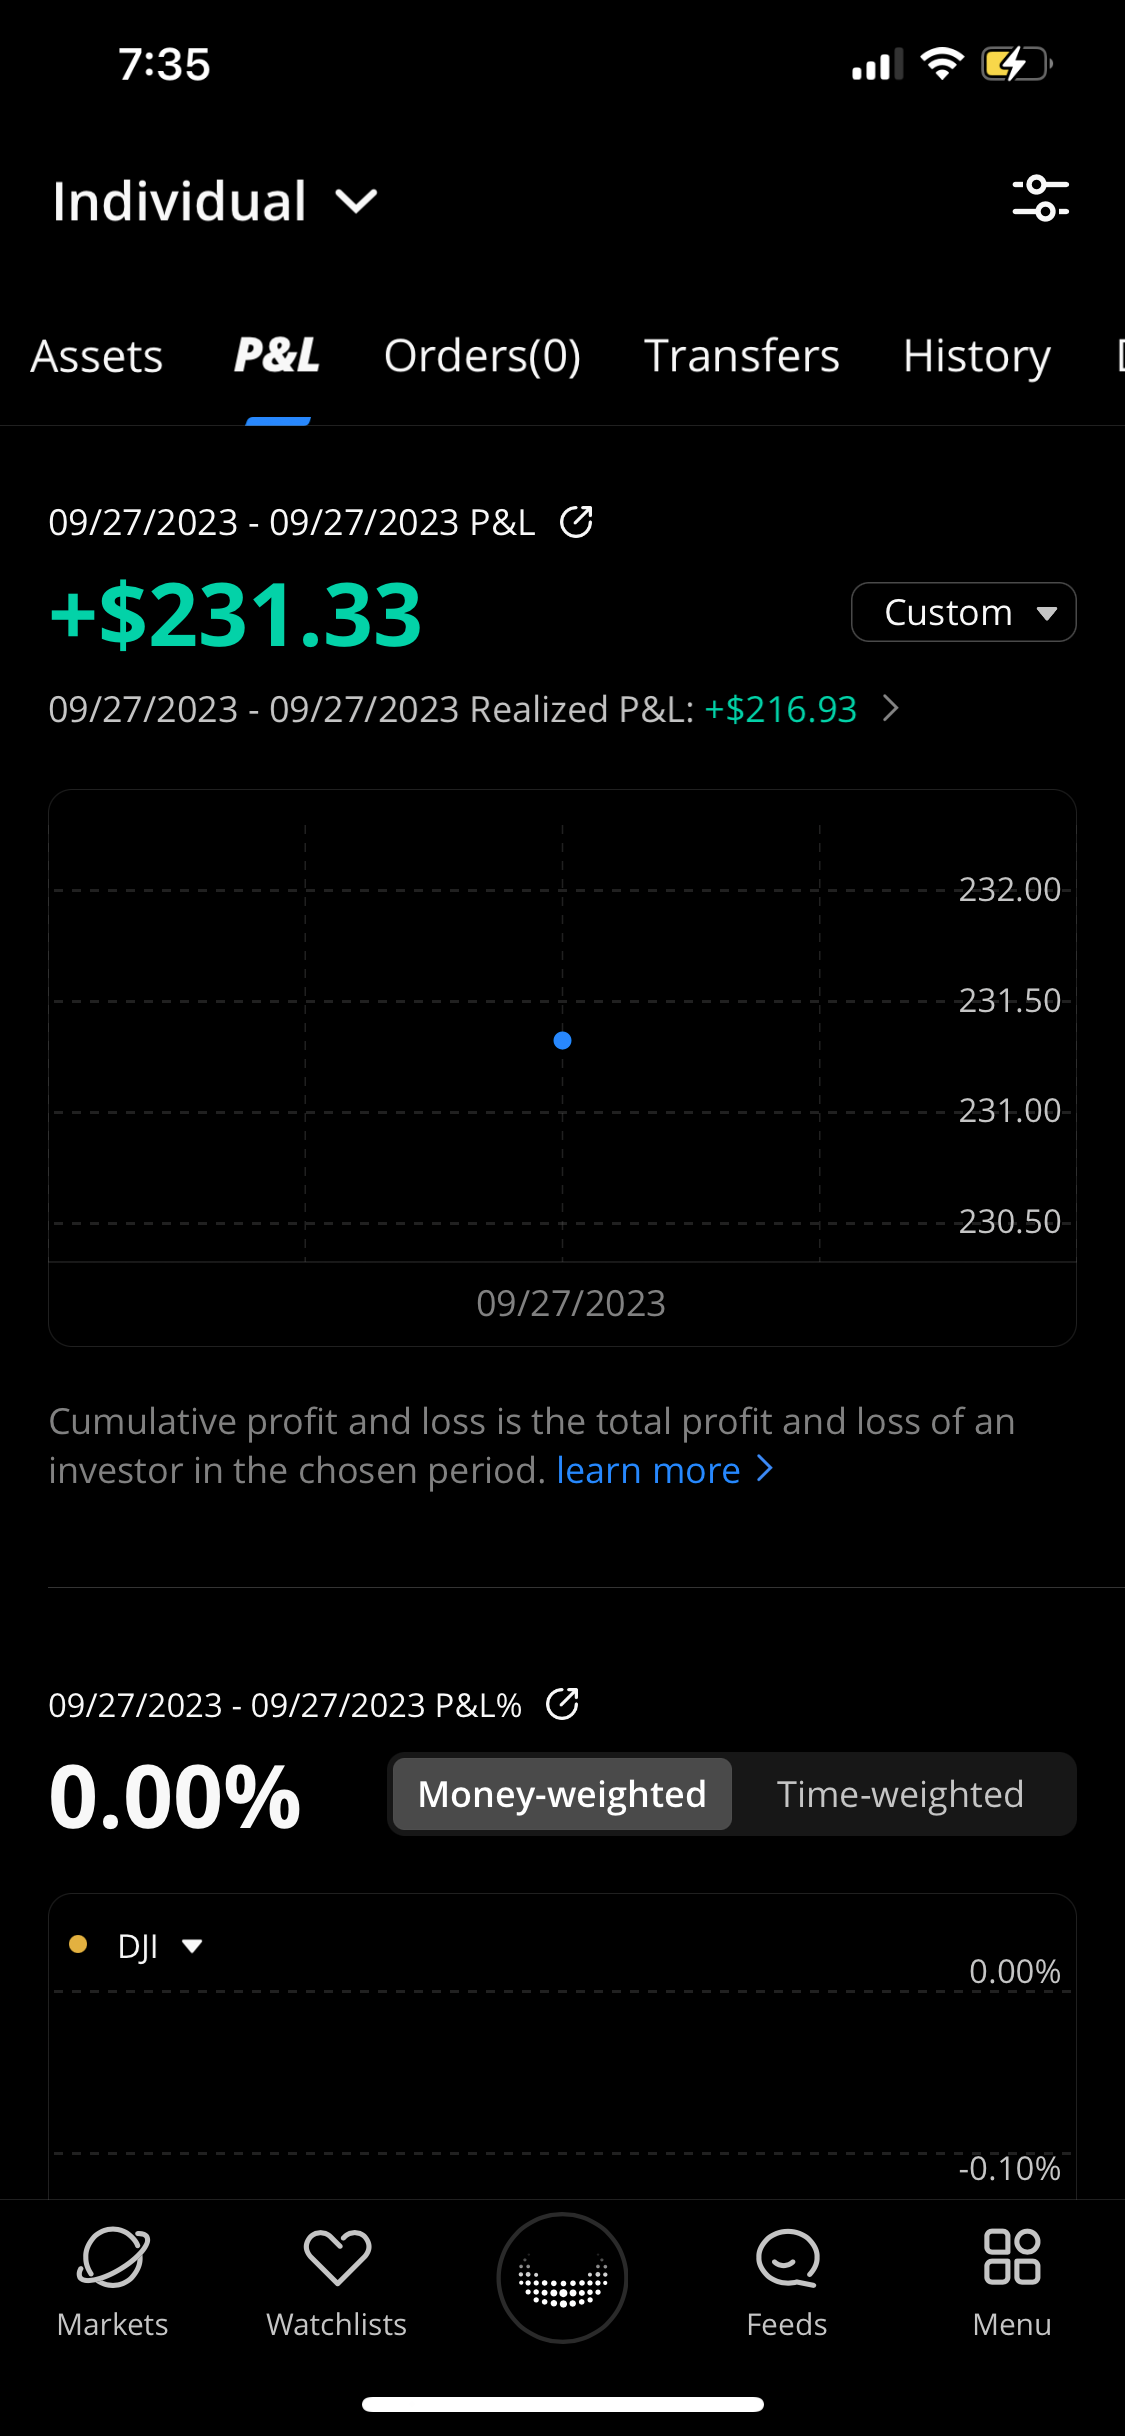 7:35
Individual
Assets P&L Orders(0) Transfers History
09/27/2023 - 09/27/2023 P&L
+$231.33
Custom
09/27/2023 - 09/27/2023 Realized P&L: +$216.93
232.00
231.50
231.00
230.50
09/27/2023
Cumulative profit and loss is the total profit and loss of an
investor in the chosen period. learn more
09/27/2023 - 09/27/2023 P&L%
0.00%
Money-weighted Time-weighted
DJI
0.00%
-0.10%
Markets Watchlists Feeds Menu